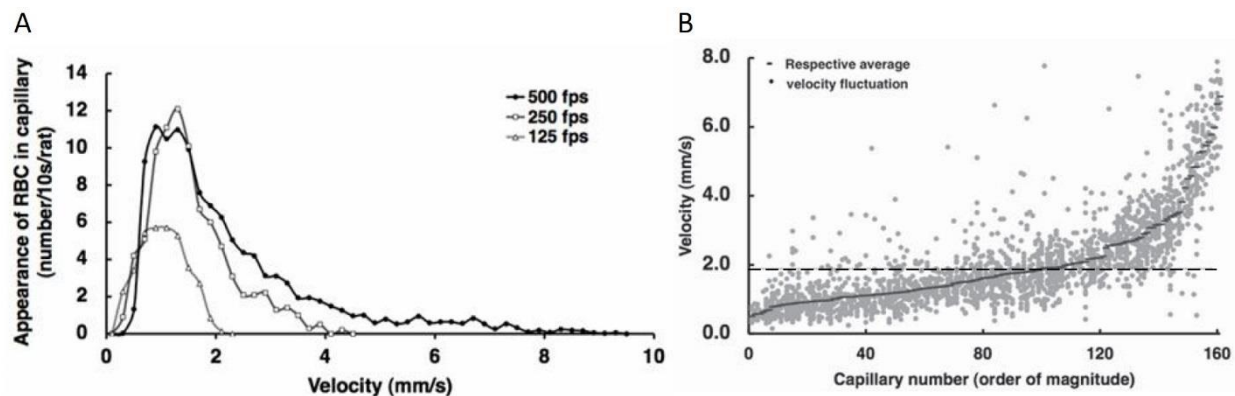 A
Appearance of RBC in capillary
(number/10s/rat)
14
12
10
8
6
4
2
0
500 fps
250 fps
125 fps
0 2 4 6 8 10
Velocity (mm/s)
B
Velocity (mm/s)
8.0
6.0
4.0
2.0
0.0
Respective average
velocity fluctuation
0 40 80 120 160
Capillary number (order of magnitude)